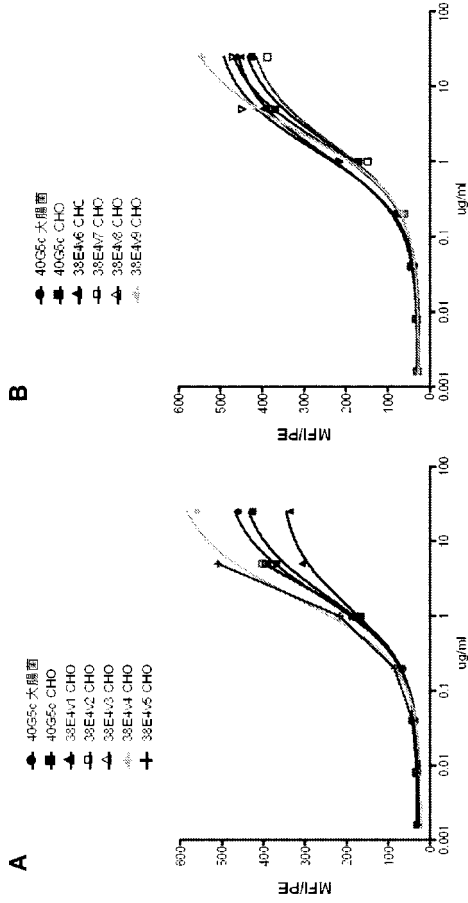 A
40G5c 大腸菌
40G5c CHO
38E4v1 CHO
38E4v2 CHO
38E4v3 CHO
38E4v4 CHO
38E4v5 CHO
MFI/PE
600
500
400
300
200
100
0
0.001
0.01
0.1
1
10
100
ug/ml
B
40G5c 大腸菌
40G5c CHO
38E4v6 CHO
38E4v7 CHO
38E4v8 CHO
38E4v9 CHO
MFI/PE
600
500
400
300
200
100
0
0.001
0.01
0.1
1
10
100
ug/ml